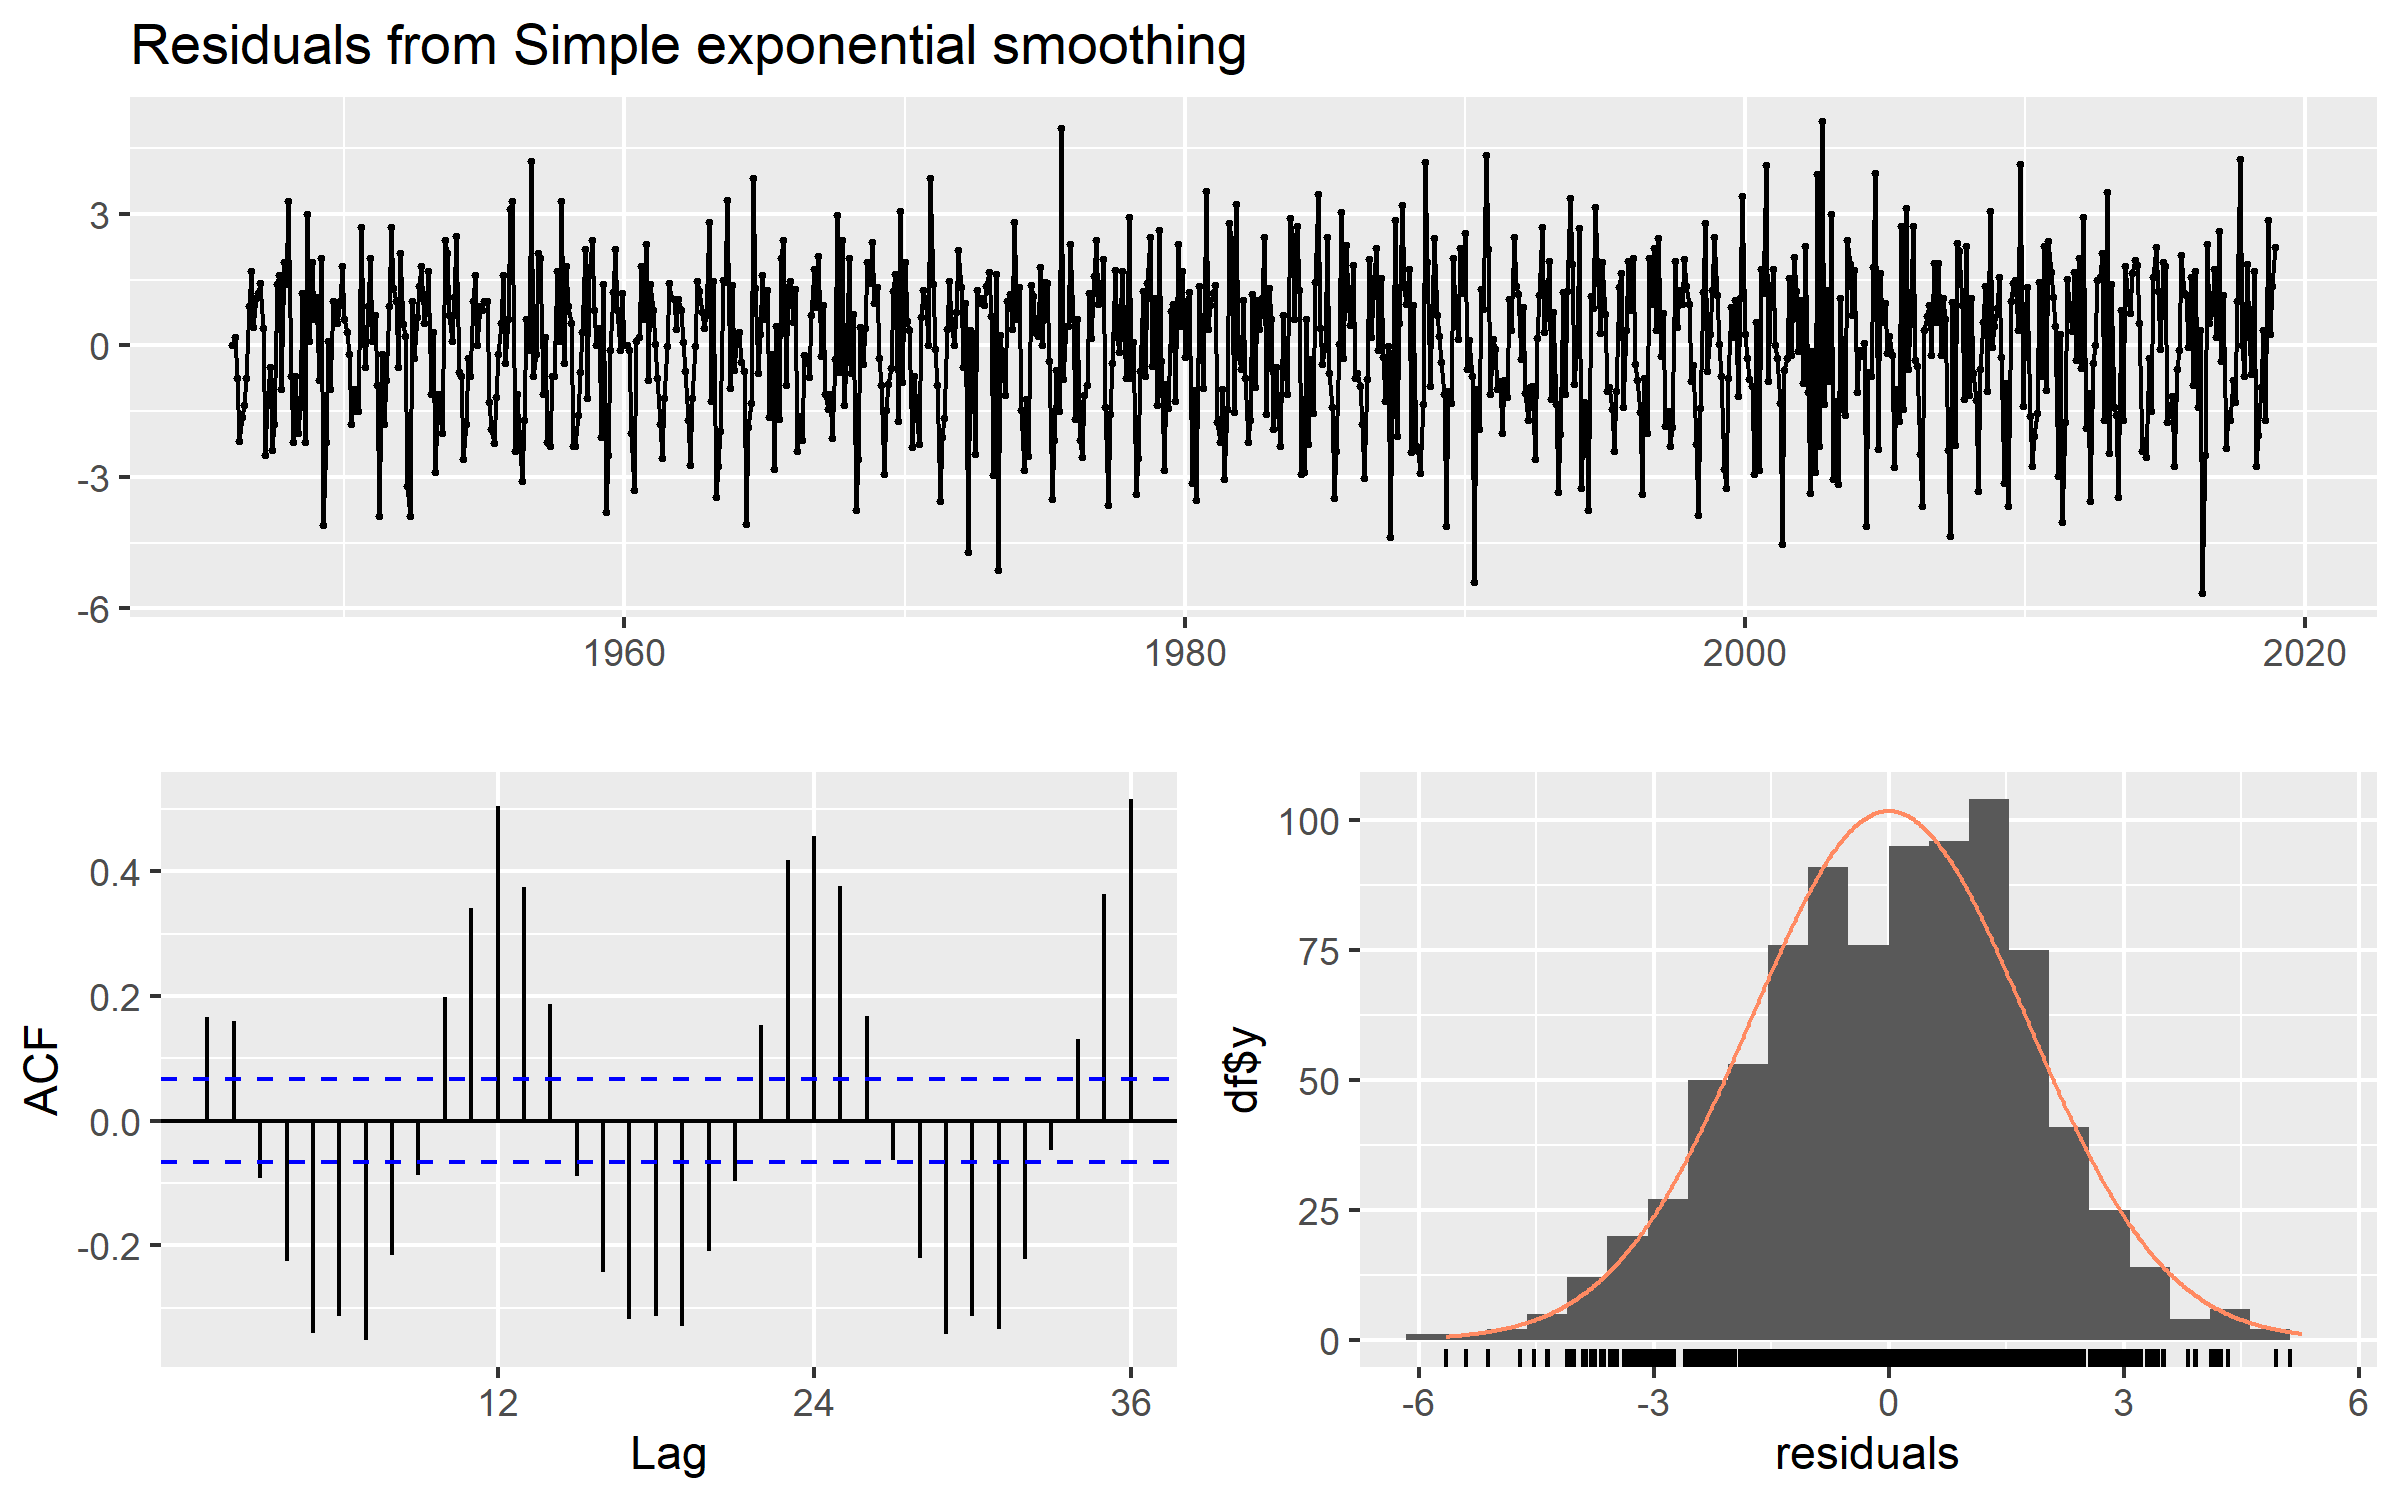 Residuals from Simple exponential smoothing
3
0
-3
-6
1960 1980 2000 2020
ACF
0.4
0.2
0.0
-0.2
12 24 36
Lag
df$y
100
75
50
25
0
-6 -3 0 3 6
residuals